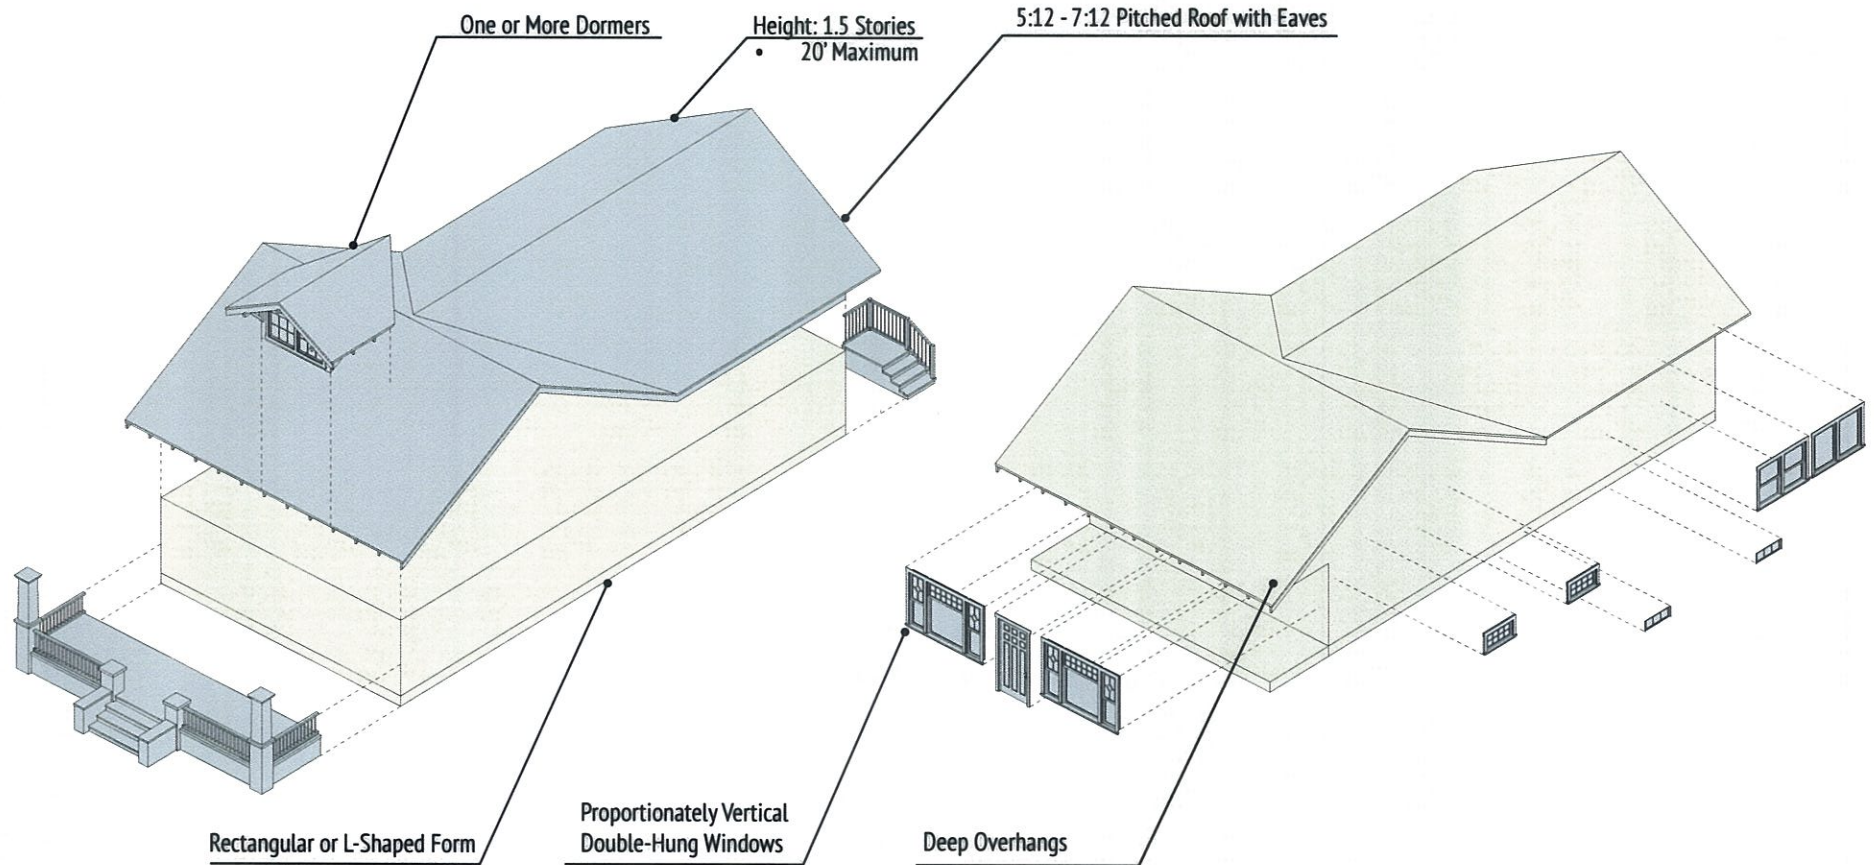 One or More Dormers
Height: 1.5 Stories
• 20' Maximum
5:12 - 7:12 Pitched Roof with Eaves
Rectangular or L-Shaped Form
Proportionately Vertical
Double-Hung Windows
Deep Overhangs